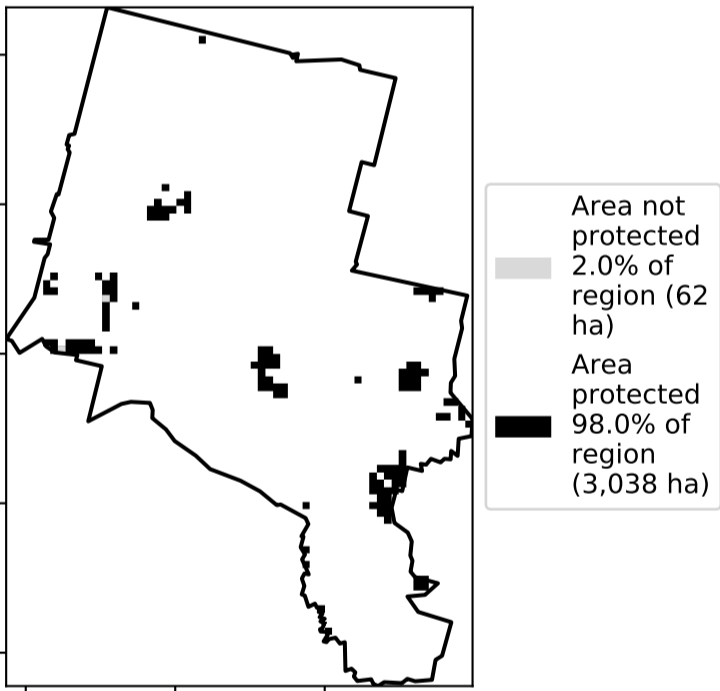 Area not
protected
2.0% of
region (62
ha)
Area
protected
98.0% of
region
(3,038 ha)